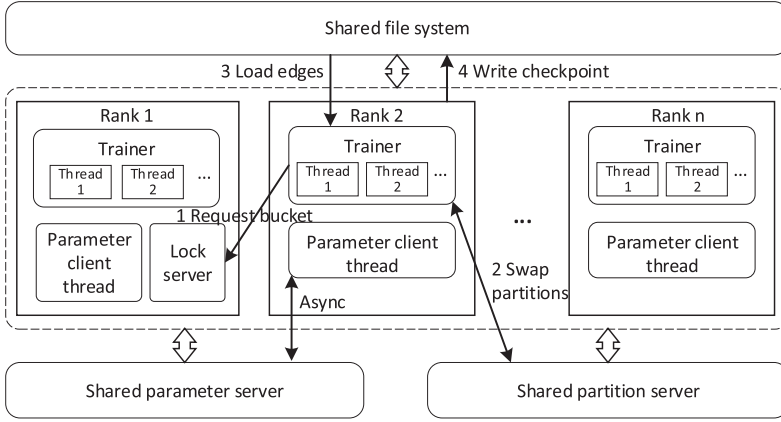 Shared file system
3 Load edges
4 Write checkpoint
Rank 1
Trainer
Thread
1
Thread
2
...
Parameter
client
thread
Lock
server
1 Request bucket
Rank 2
Trainer
Thread
1
Thread
2
...
Parameter client
thread
Async
2 Swap
partitions
...
Rank n
Trainer
Thread
1
Thread
2
...
Parameter client
thread
Shared parameter server
Shared partition server